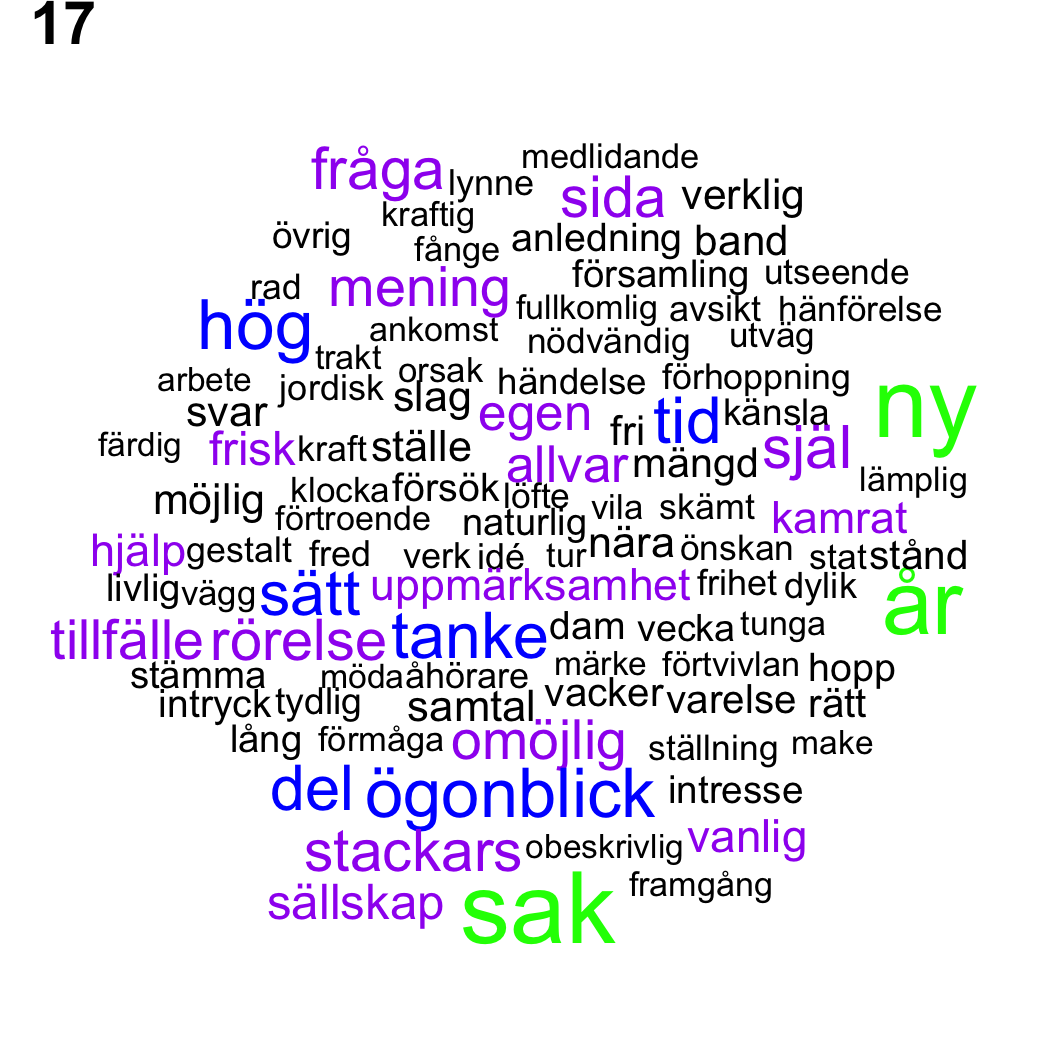 17
medlidande
fråga lynne sida verklig
kraftig
övrig fånge anledning band
församling utseende
rad mening fullkomlig avsikt hänförelse
hög ankomst nödvändig utväg
trakt orsak
arbete jordisk slag händelse förhoppning ny
svar egen fri tid känsla
färdig frisk kraft ställe allvar mängd själ
lämplig
möjlig klocka försök löfte vila skämt kamrat
förtroende naturlig
hjälp gestalt fred verk idé tur nära önskan stat stånd
livlig vägg sätt uppmärksamhet frihet dylik år
tillfälle rörelse tanke dam vecka tunga
stämma möda åhörare märke förtvivlan hopp
intryck tydlig samtal vacker varelse rätt
lång förmåga omöjlig ställning make
del ögonblick intresse
stackars obeskrivlig vanlig
sällskap sak framgång